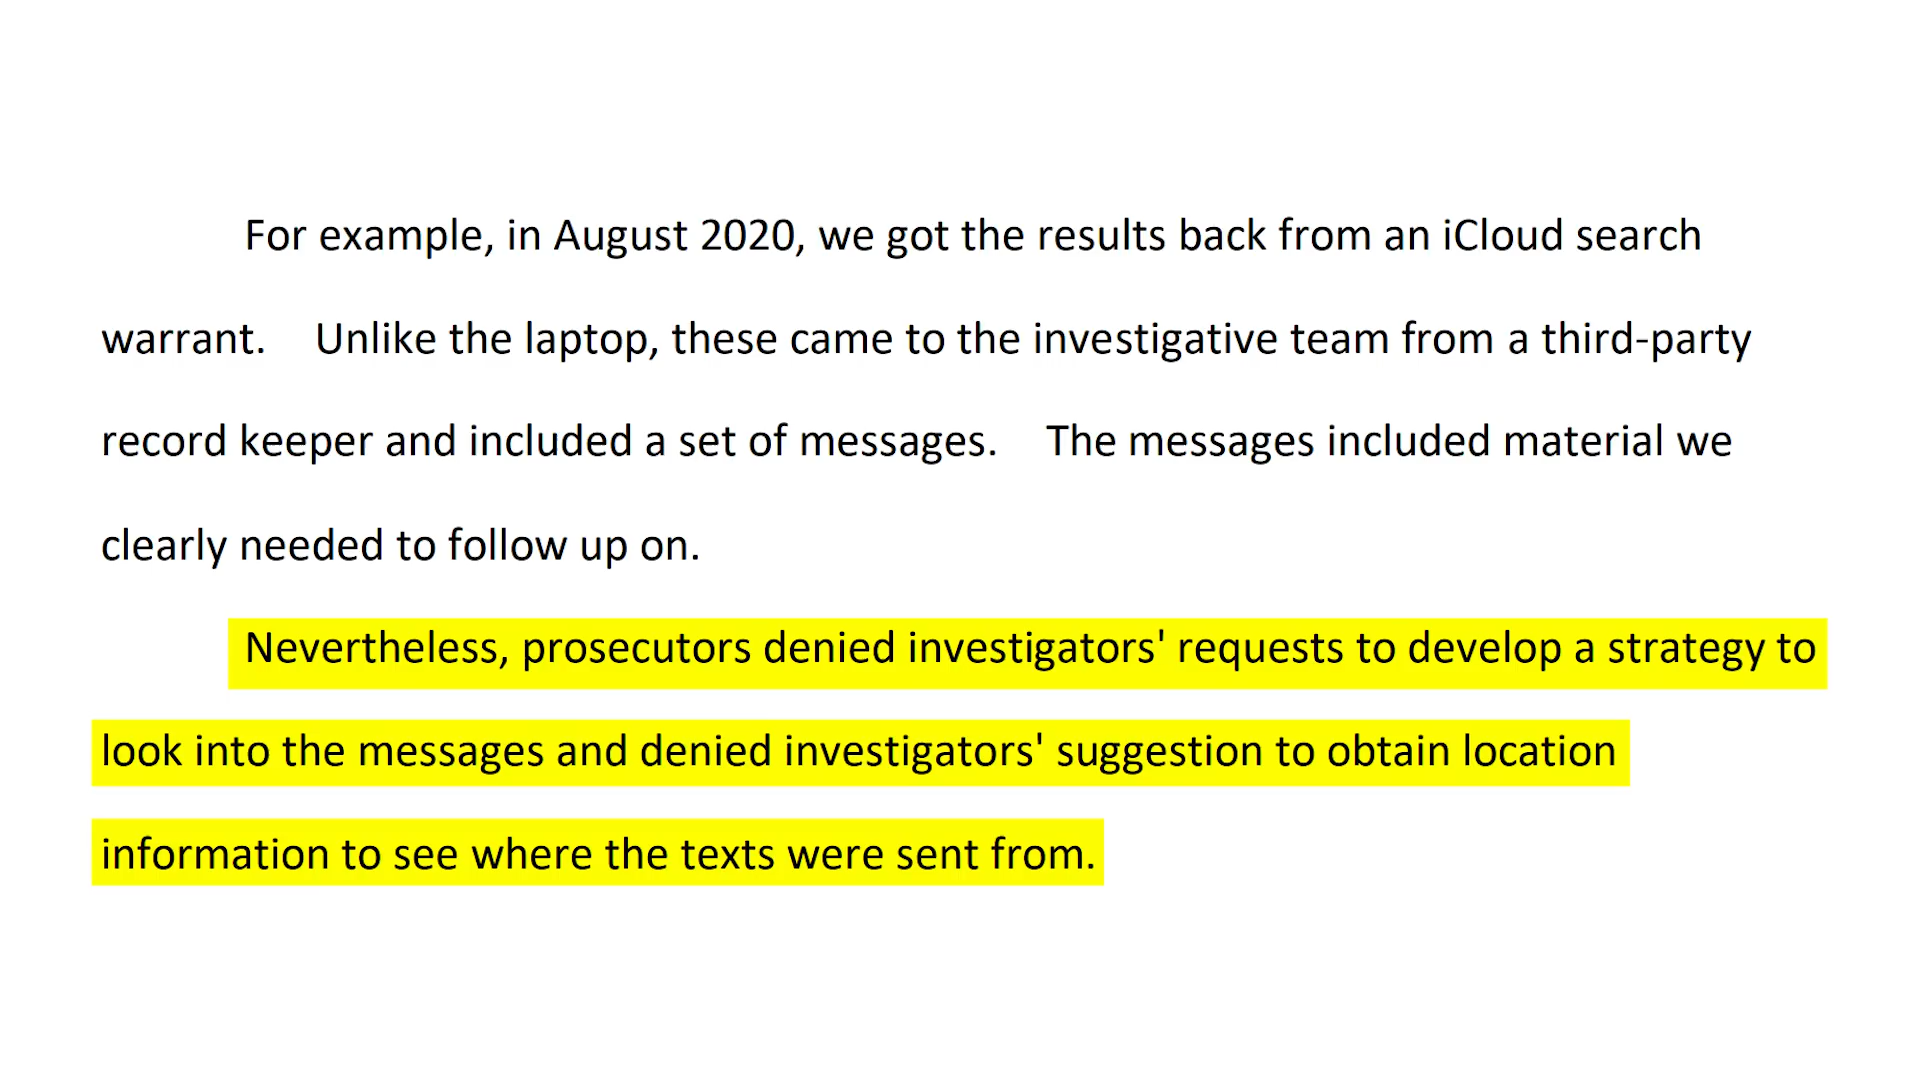 For example, in August 2020, we got the results back from an iCloud search
warrant. Unlike the laptop, these came to the investigative team from a third-party
record keeper and included a set of messages. The messages included material we
clearly needed to follow up on.
Nevertheless, prosecutors denied investigators' requests to develop a strategy to
look into the messages and denied investigators' suggestion to obtain location
information to see where the texts were sent from.